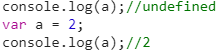 console.log(a);//undefined
var a = 2;
console.log(a);//2